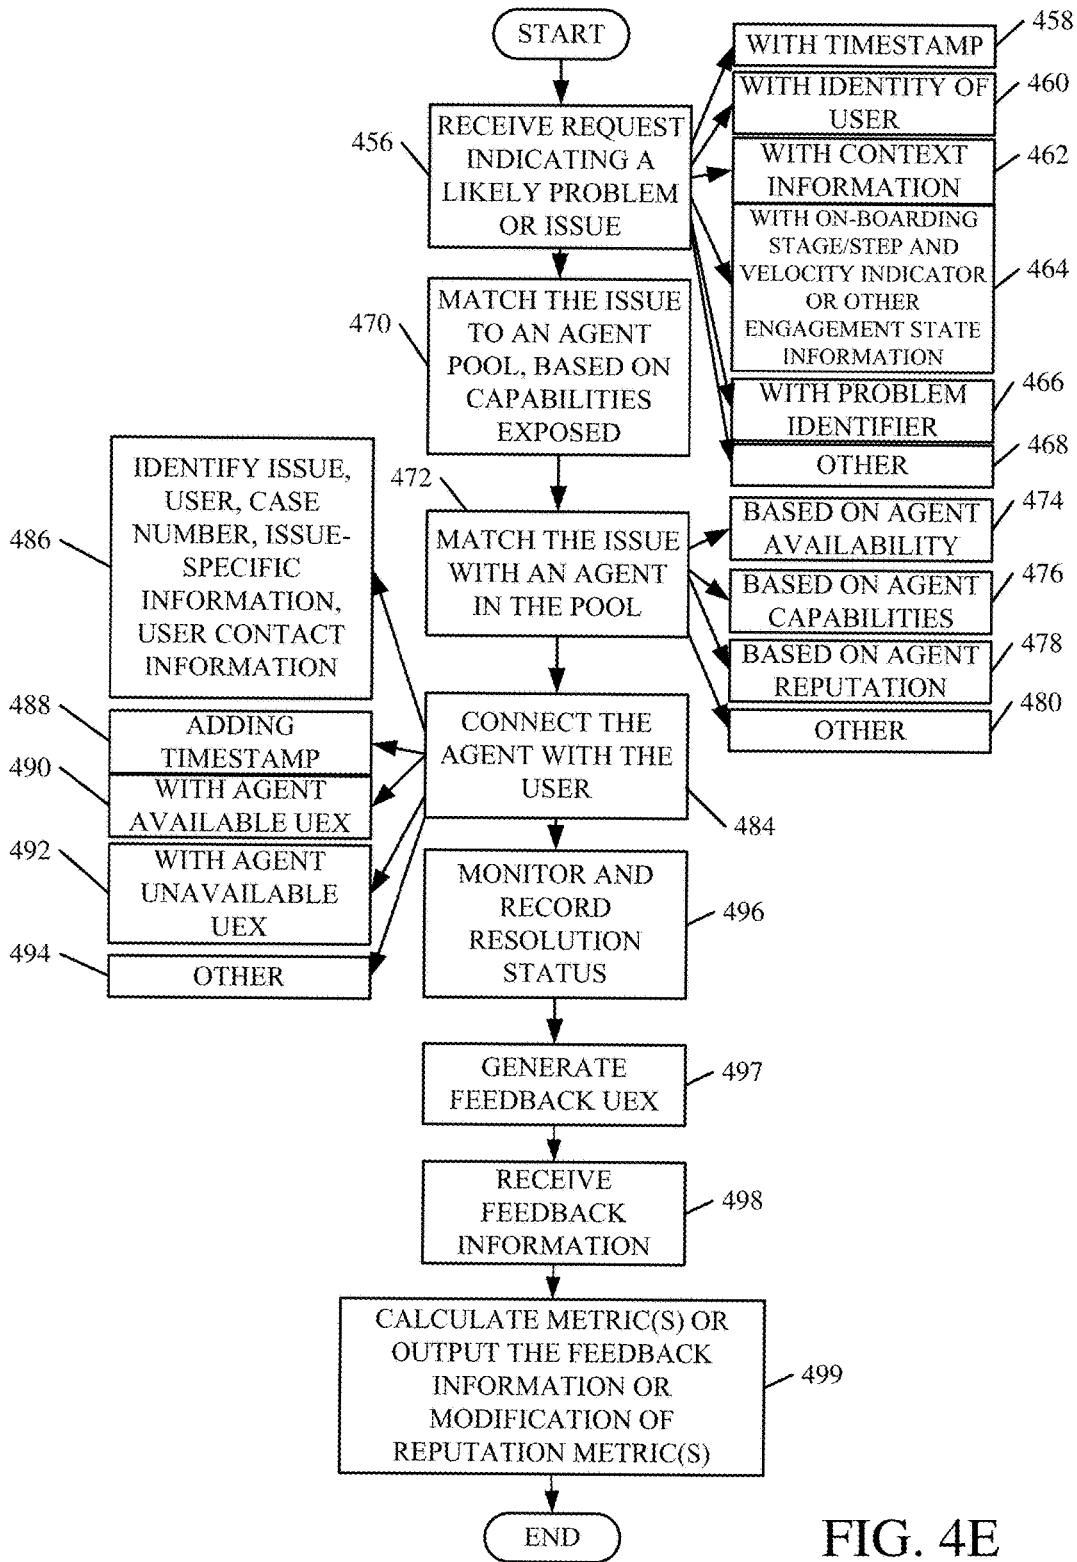 START
458
WITH TIMESTAMP
460
WITH IDENTITY OF
USER
456
RECEIVE REQUEST
INDICATING A
LIKELY PROBLEM
OR ISSUE
462
WITH CONTEXT
INFORMATION
464
WITH ON-BOARDING
STAGE/STEP AND
VELOCITY INDICATOR
OR OTHER
ENGAGEMENT STATE
INFORMATION
466
WITH PROBLEM
IDENTIFIER
468
OTHER
470
MATCH THE ISSUE
TO AN AGENT
POOL, BASED ON
CAPABILITIES
EXPOSED
472
MATCH THE ISSUE
WITH AN AGENT
IN THE POOL
474
BASED ON AGENT
AVAILABILITY
476
BASED ON AGENT
CAPABILITIES
478
BASED ON AGENT
REPUTATION
480
OTHER
486
IDENTIFY ISSUE,
USER, CASE
NUMBER, ISSUE-
SPECIFIC
INFORMATION,
USER CONTACT
INFORMATION
488
ADDING
TIMESTAMP
490
WITH AGENT
AVAILABLE UEX
492
WITH AGENT
UNAVAILABLE
UEX
494
OTHER
CONNECT THE
AGENT WITH THE
USER
484
MONITOR AND
RECORD
RESOLUTION
STATUS
496
GENERATE
FEEDBACK UEX
497
RECEIVE
FEEDBACK
INFORMATION
498
CALCULATE METRIC(S) OR
OUTPUT THE FEEDBACK
INFORMATION OR
MODIFICATION OF
REPUTATION METRIC(S)
499
END
FIG. 4E